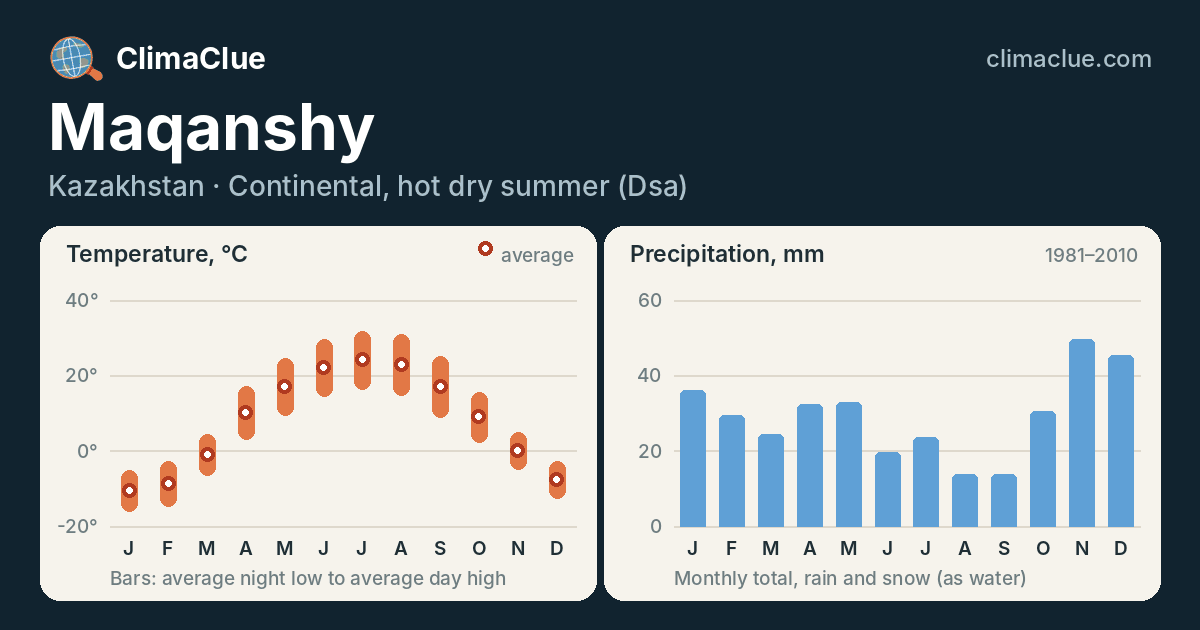 ClimaClue
climaclue.com
Maqanshy
Kazakhstan · Continental, hot dry summer (Dsa)
Temperature, °C
average
40°
20°
0°
-20°
J F M A M J J A S O N D
Bars: average night low to average day high
Precipitation, mm
1981–2010
60
40
20
0
J F M A M J J A S O N D
Monthly total, rain and snow (as water)